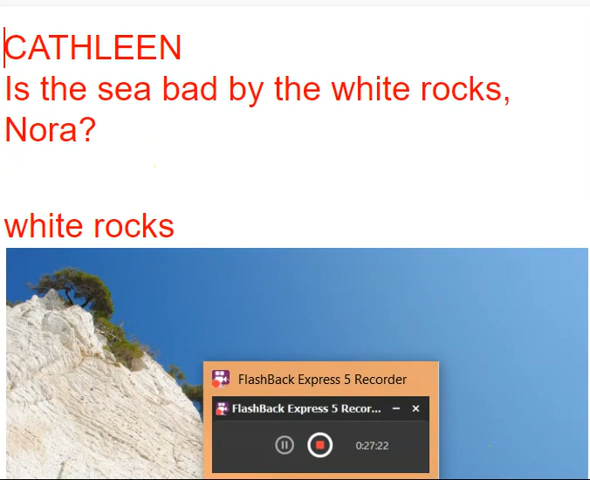 CATHLEEN
Is the sea bad by the white rocks,
Nora?
white rocks
FlashBack Express 5 Recorder
FlashBack Express 5 Recor...
0:27:22